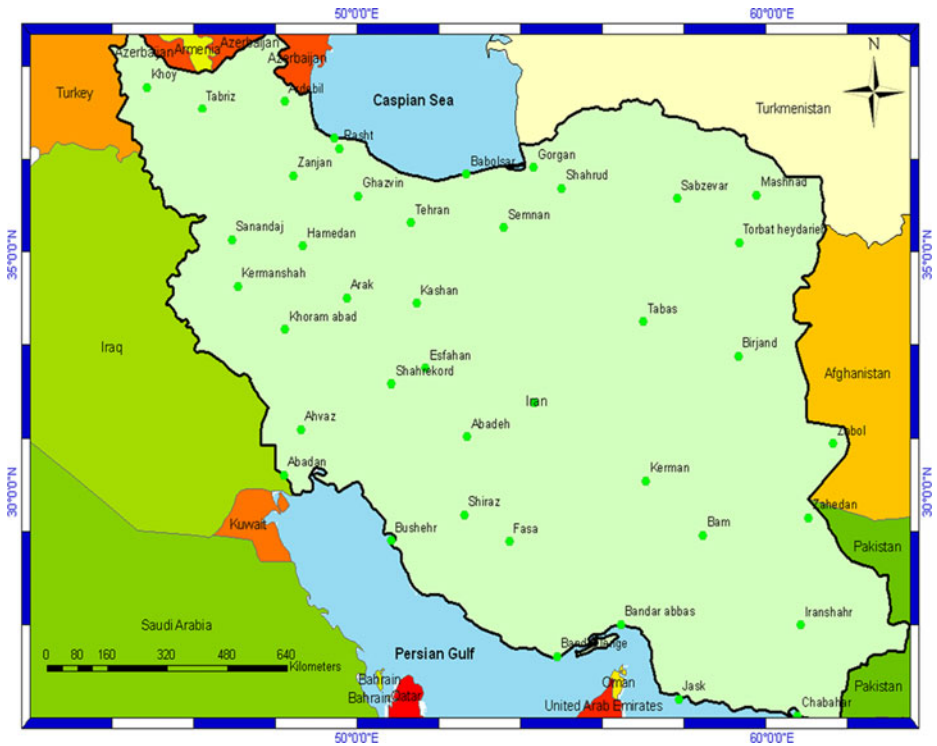 50°0'0"E
60°0'0"E
Azerbaijan
Armenia
Azerbaijan
Azerbaijan
N
Khoy
Turkey
Tabriz
Ardabil
Caspian Sea
Turkmenistan
Rasht
Zanjan
Babolsar
Gorgan
Ghazvin
Shahrud
Sabzevar
Mashhad
Tehran
Semnan
Sanandaj
Hamedan
Torbat heydarieh
35°0'0"N
35°0'0"N
Kermanshah
Arak
Kashan
Khoram abad
Tabas
Iraq
Esfahan
Birjand
Shahrekord
Afghanistan
Iran
Ahvaz
Abadeh
Zabol
Abadan
Kerman
30°0'0"N
30°0'0"N
Shiraz
Zahedan
Kuwait
Bushehr
Fasa
Bam
Pakistan
Saudi Arabia
Bandar abbas
Iranshahr
Persian Gulf
0 80 160 320 480 640
Kilometers
Bahrain
Bahrain
Qatar
Oman
Jask
Pakistan
United Arab Emirates
Chabahar
50°0'0"E
60°0'0"E